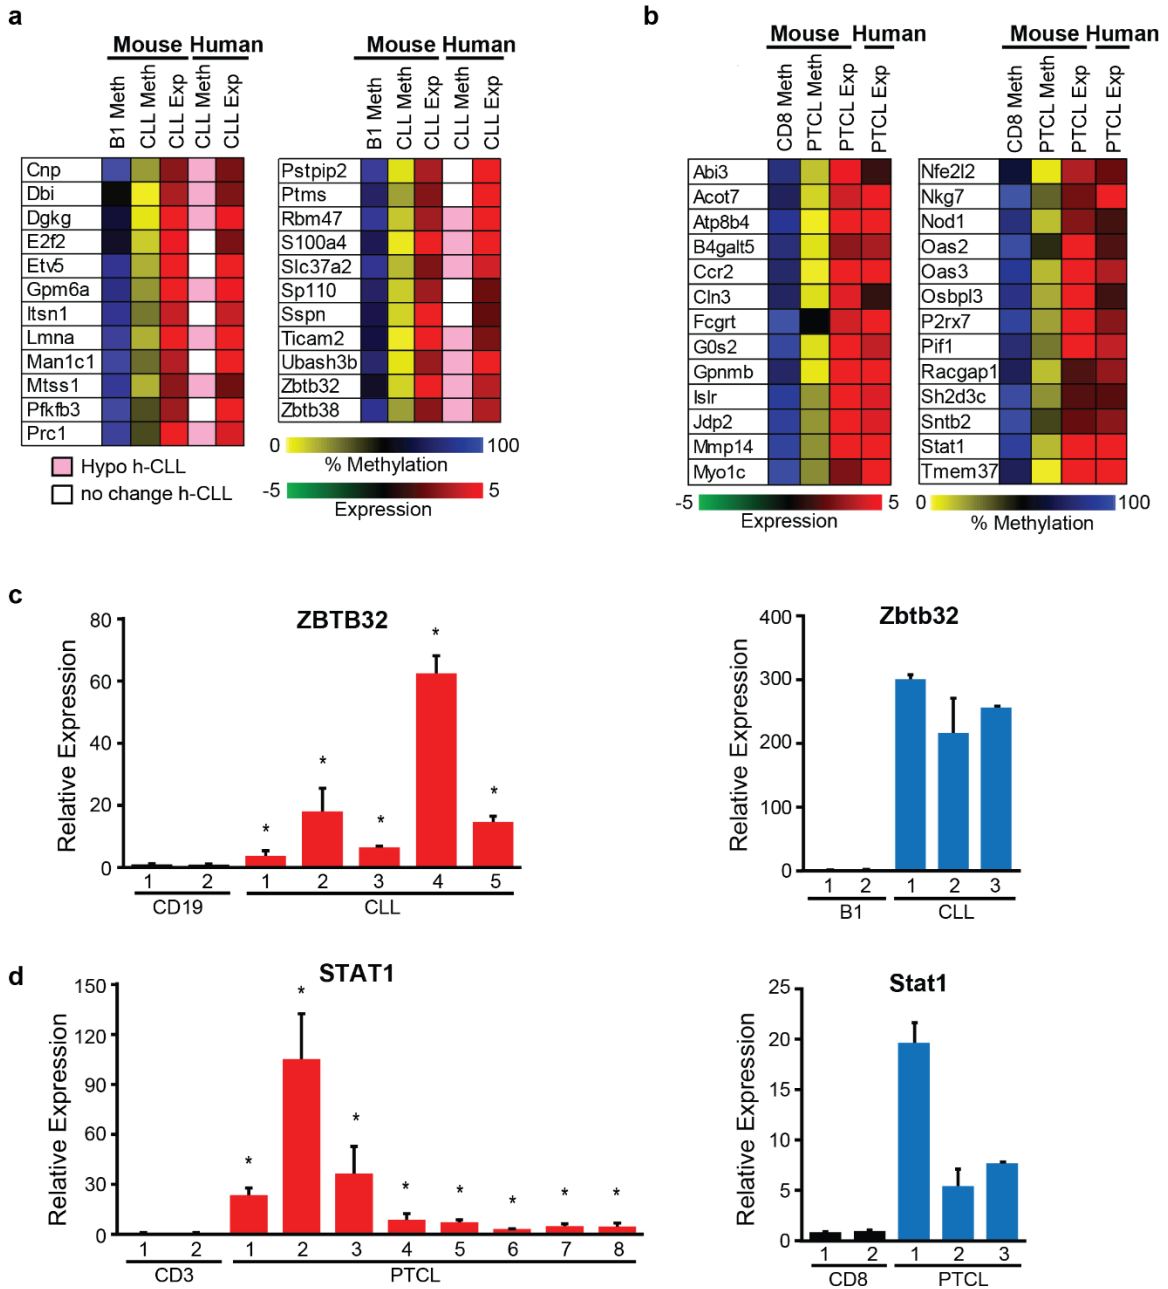 a
Mouse Human
B1 Meth
CLL Meth
CLL Exp
CLL Meth
CLL Exp
Cnp
Dbi
Dgkg
E2f2
Etv5
Gpm6a
Itsn1
Lmna
Man1c1
Mtss1
Pfkfb3
Prc1
Hypo h-CLL
no change h-CLL
Mouse Human
B1 Meth
CLL Meth
CLL Exp
CLL Meth
CLL Exp
Pstpip2
Ptms
Rbm47
S100a4
Slc37a2
Sp110
Sspn
Ticam2
Ubash3b
Zbtb32
Zbtb38
0 100
% Methylation
-5 5
Expression
b
Mouse Human
CD8 Meth
PTCL Meth
PTCL Exp
PTCL Exp
Abi3
Acot7
Atp8b4
B4galt5
Ccr2
Cln3
Fcgrt
G0s2
Gpnmb
Islr
Jdp2
Mmp14
Myo1c
-5 5
Expression
Mouse Human
CD8 Meth
PTCL Meth
PTCL Exp
PTCL Exp
Nfe2l2
Nkg7
Nod1
Oas2
Oas3
Osbpl3
P2rx7
Pif1
Racgap1
Sh2d3c
Sntb2
Stat1
Tmem37
0 100
% Methylation
c
ZBTB32
Relative Expression
80
60
40
20
0
* * * * *
1 2 1 2 3 4 5
CD19 CLL
Zbtb32
Relative Expression
400
300
200
100
0
1 2 1 2 3
B1 CLL
d
STAT1
Relative Expression
150
120
90
60
30
0
* * * * * * * *
1 2 1 2 3 4 5 6 7 8
CD3 PTCL
Stat1
Relative Expression
25
20
15
10
5
0
1 2 1 2 3
CD8 PTCL